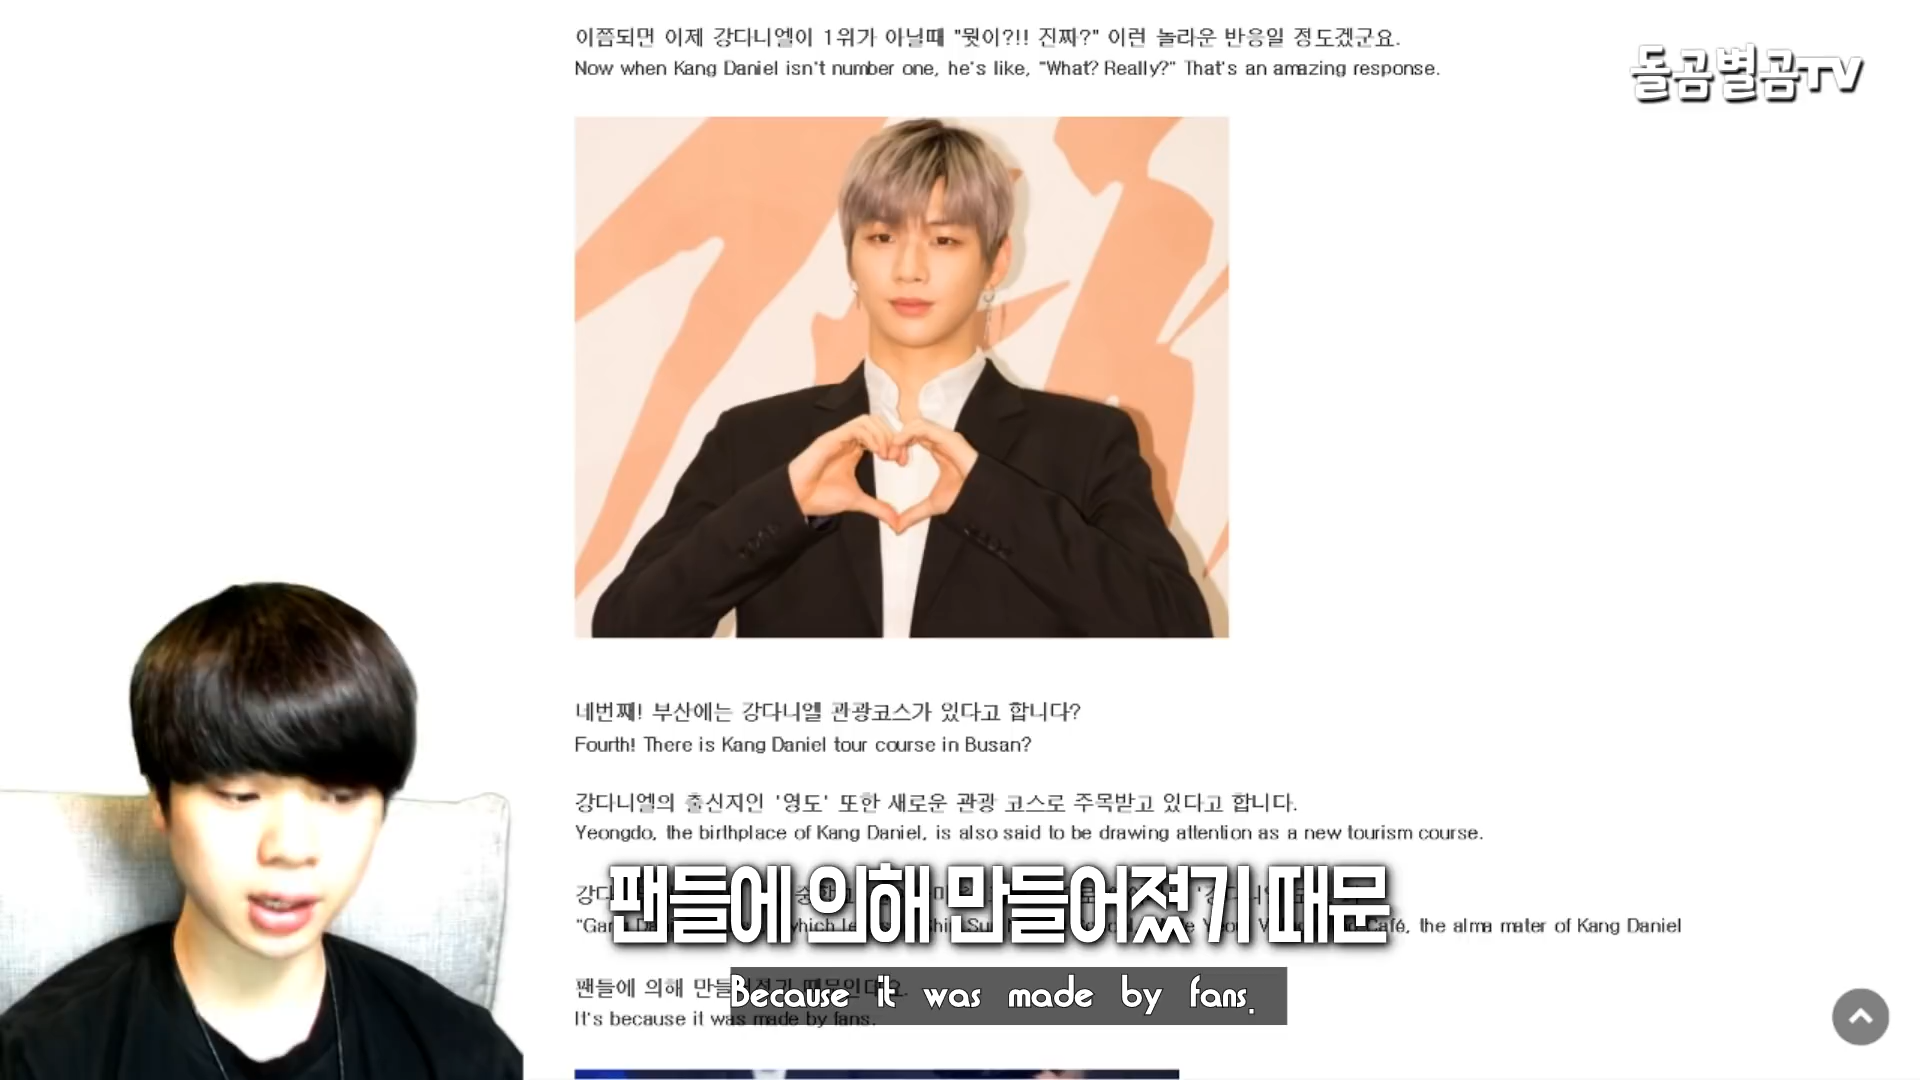 이쯤되면 이제 강다니엘이 1위가 아닐때 "뭣이?!! 진짜?" 이런 놀라운 반응일 정도겠군요.
Now when Kang Daniel isn't number one, he's like, "What? Really?" That's an amazing response.
돌곰별곰TV
네번째! 부산에는 강다니엘 관광코스가 있다고 합니다?
Fourth! There is Kang Daniel tour course in Busan?
강다니엘의 출신지인 '영도' 또한 새로운 관광 코스로 주목받고 있다고 합니다.
Yeongdo, the birthplace of Kang Daniel, is also said to be drawing attention as a new tourism course.
팬들에 의해 만들어졌기 때문
the alma mater of Kang Daniel
팬들에 의해
Because it was made by fans.
It's because it was made by fans.